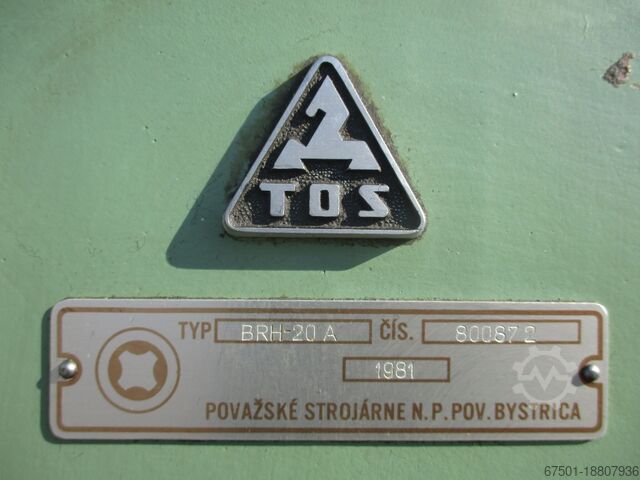 TOS
TYP BRH-20 A ČÍS. 80087 2
1981
POVAŽSKÉ STROJÁRNE N.P. POV. BYSTRICA
67501-18807936